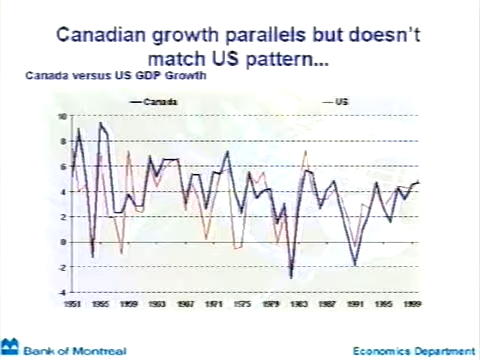 Canadian growth parallels but doesn't
match US pattern...
Canada versus US GDP Growth
Canada US
10
8
6
4
2
0
-2
-4
1951 1955 1959 1963 1967 1971 1975 1979 1983 1987 1991 1995 1999
Bank of Montreal Economics Department